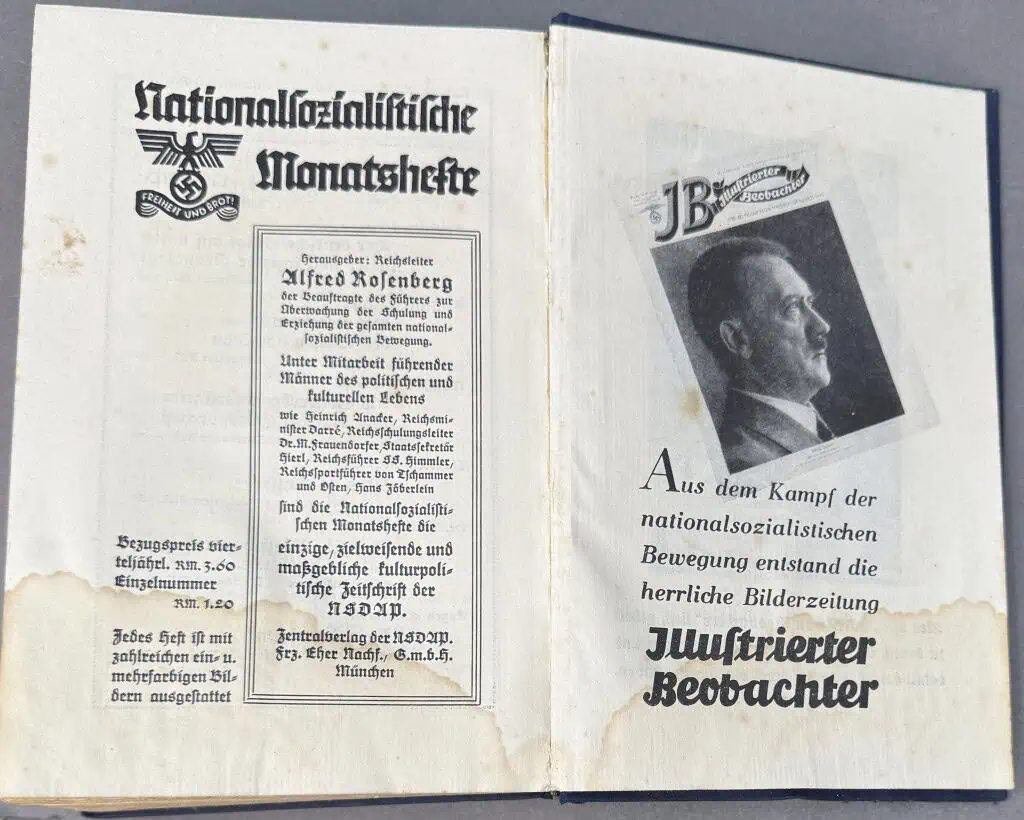 Nationalsozialistische
Monatshefte
FREIHEIT UND BROT!
Herausgeber: Reichsleiter
Alfred Rosenberg
der Beauftragte des Führers zur
Überwachung der Schulung und
Erziehung der gesamten national-
sozialistischen Bewegung.
Unter Mitarbeit führender
Männer des politischen und
kulturellen Lebens
wie Heinrich Anacker, Reichsmi-
nister Darré, Reichsschulungsleiter
Dr. M. Frauendorfer, Staatssekretär
Hierl, Reichsführer SS. Himmler,
Reichssportführer von Tschammer
und Osten, Hans Zöberlein
sind die Nationalsozialisti-
schen Monatshefte die
einzige, zielweisende und
maßgebliche kulturpoli-
tische Zeitschrift der
NSDAP.
Zentralverlag der NSDAP.
Frz. Eher Nachf., G.m.b.H.
München
Bezugspreis vier-
teljährl. RM. 3.60
Einzelnummer
RM. 1.20
Jedes Heft ist mit
zahlreichen ein- u.
mehrfarbigen Bil-
dern ausgestattet
JB
Illustrierter
Beobachter
Aus dem Kampf der
nationalsozialistischen
Bewegung entstand die
herrliche Bilderzeitung
Illustrierter
Beobachter